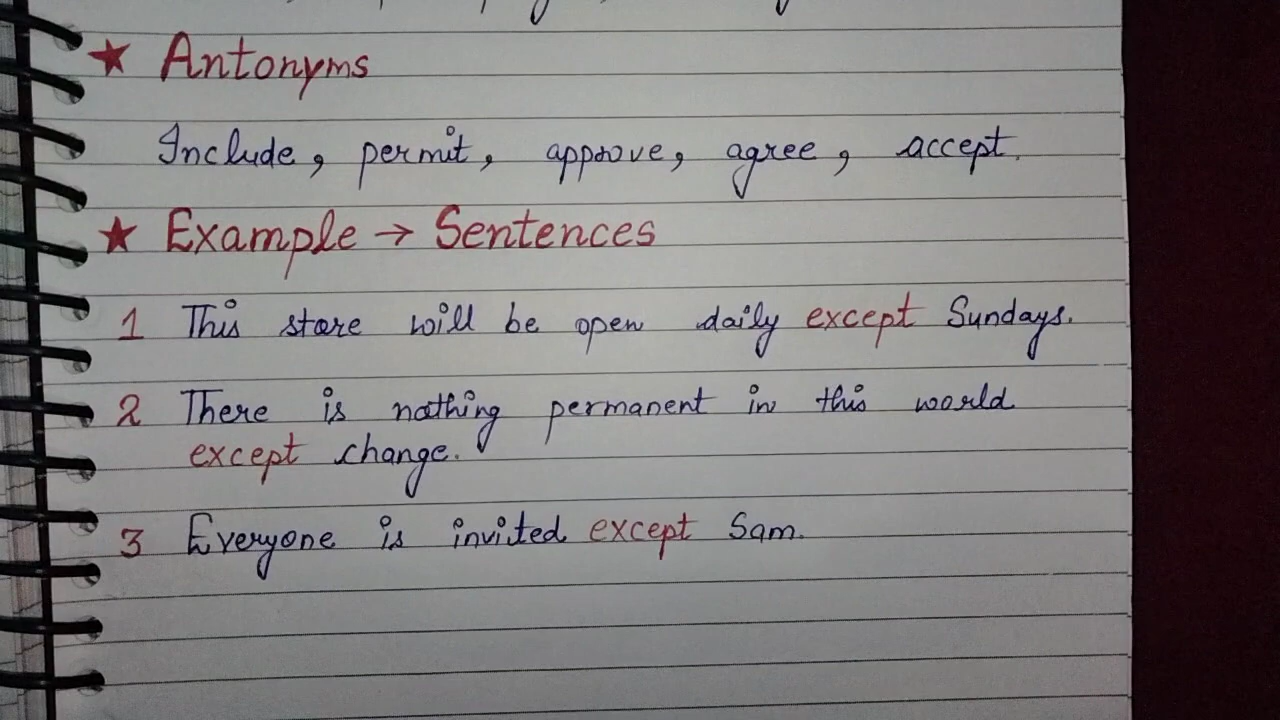 ★ Antonyms
Include, permit, approve, agree, accept.
★ Example → Sentences
1 This store will be open daily except Sundays.
2 There is nothing permanent in this world
except change.
3 Everyone is invited except Sam.